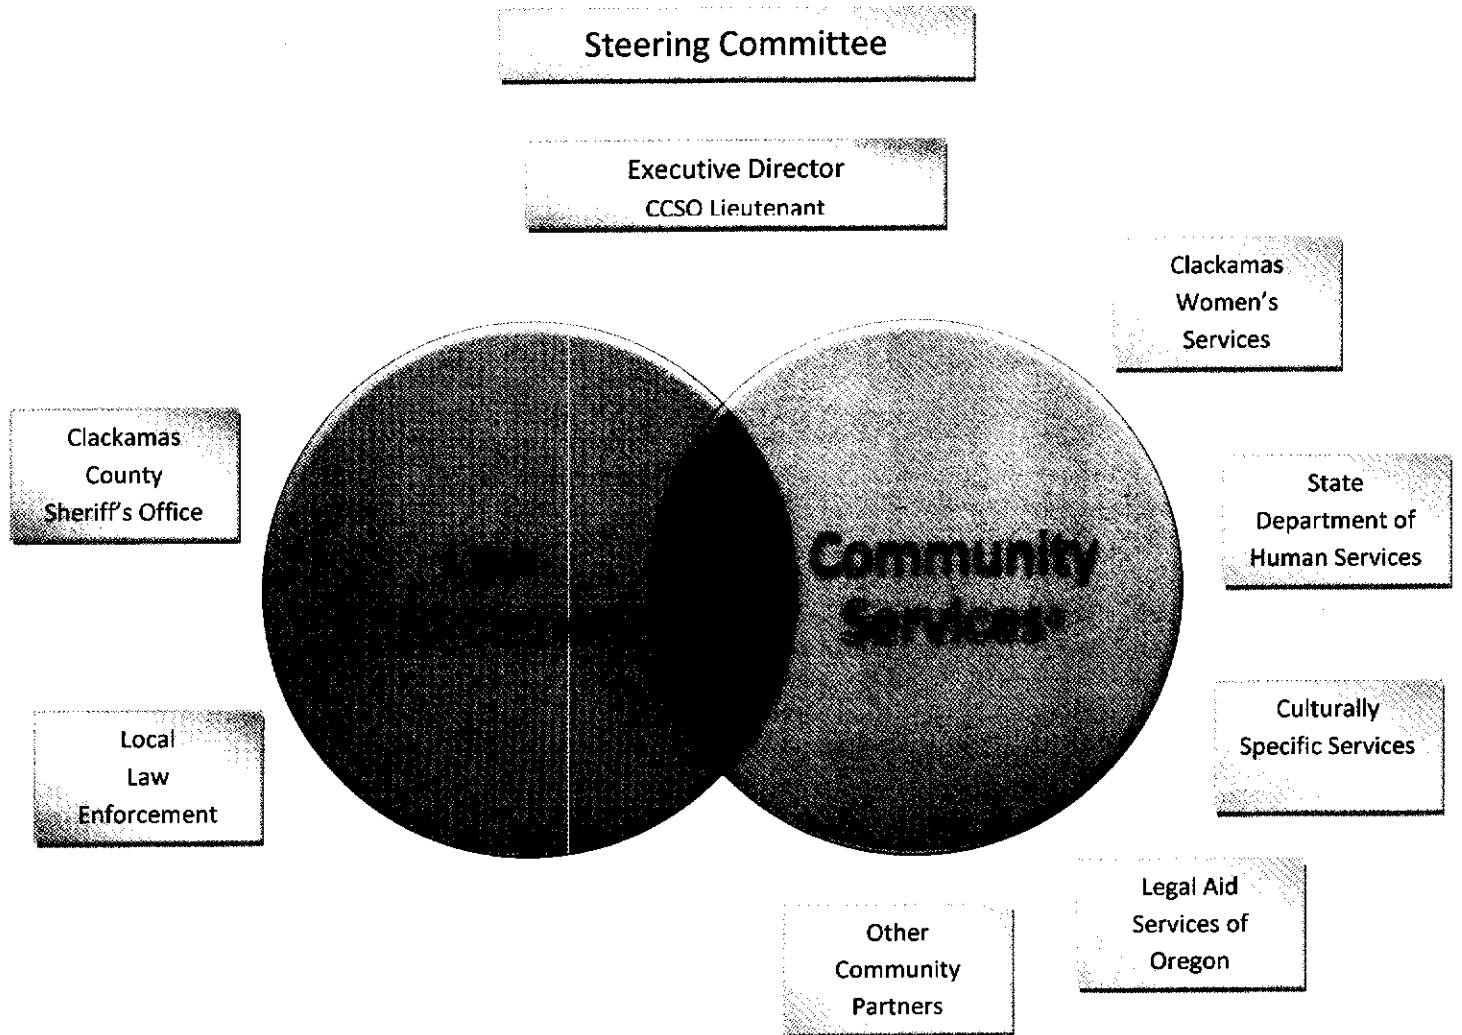 Steering Committee
Executive Director
CCSO Lieutenant
Clackamas
Women's
Services
Clackamas
County
Sheriff's Office
Community
Services*
State
Department of
Human Services
Local
Law
Enforcement
Culturally
Specific Services
Legal Aid
Services of
Oregon
Other
Community
Partners